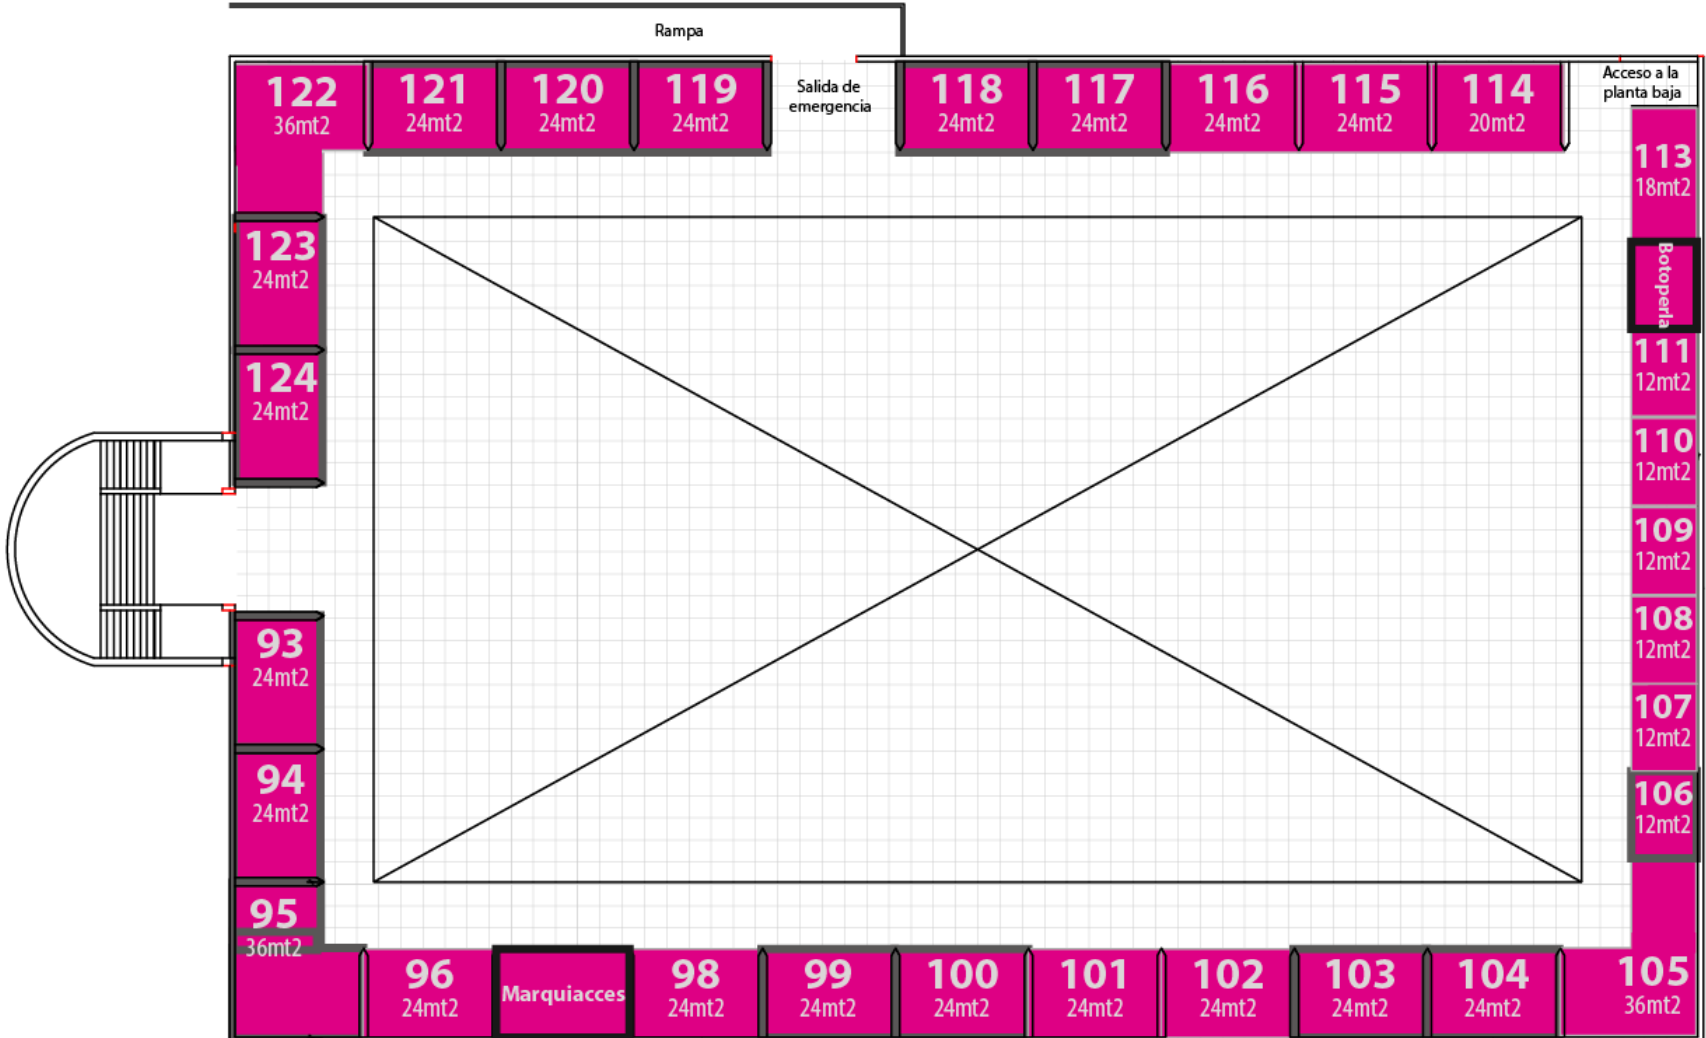 Rampa
122
36mt2
121
24mt2
120
24mt2
119
24mt2
Salida de
emergencia
118
24mt2
117
24mt2
116
24mt2
115
24mt2
114
20mt2
Acceso a la
planta baja
113
18mt2
Botoperla
111
12mt2
110
12mt2
109
12mt2
108
12mt2
107
12mt2
106
12mt2
123
24mt2
124
24mt2
93
24mt2
94
24mt2
95
36mt2
96
24mt2
Marquiacces
98
24mt2
99
24mt2
100
24mt2
101
24mt2
102
24mt2
103
24mt2
104
24mt2
105
36mt2